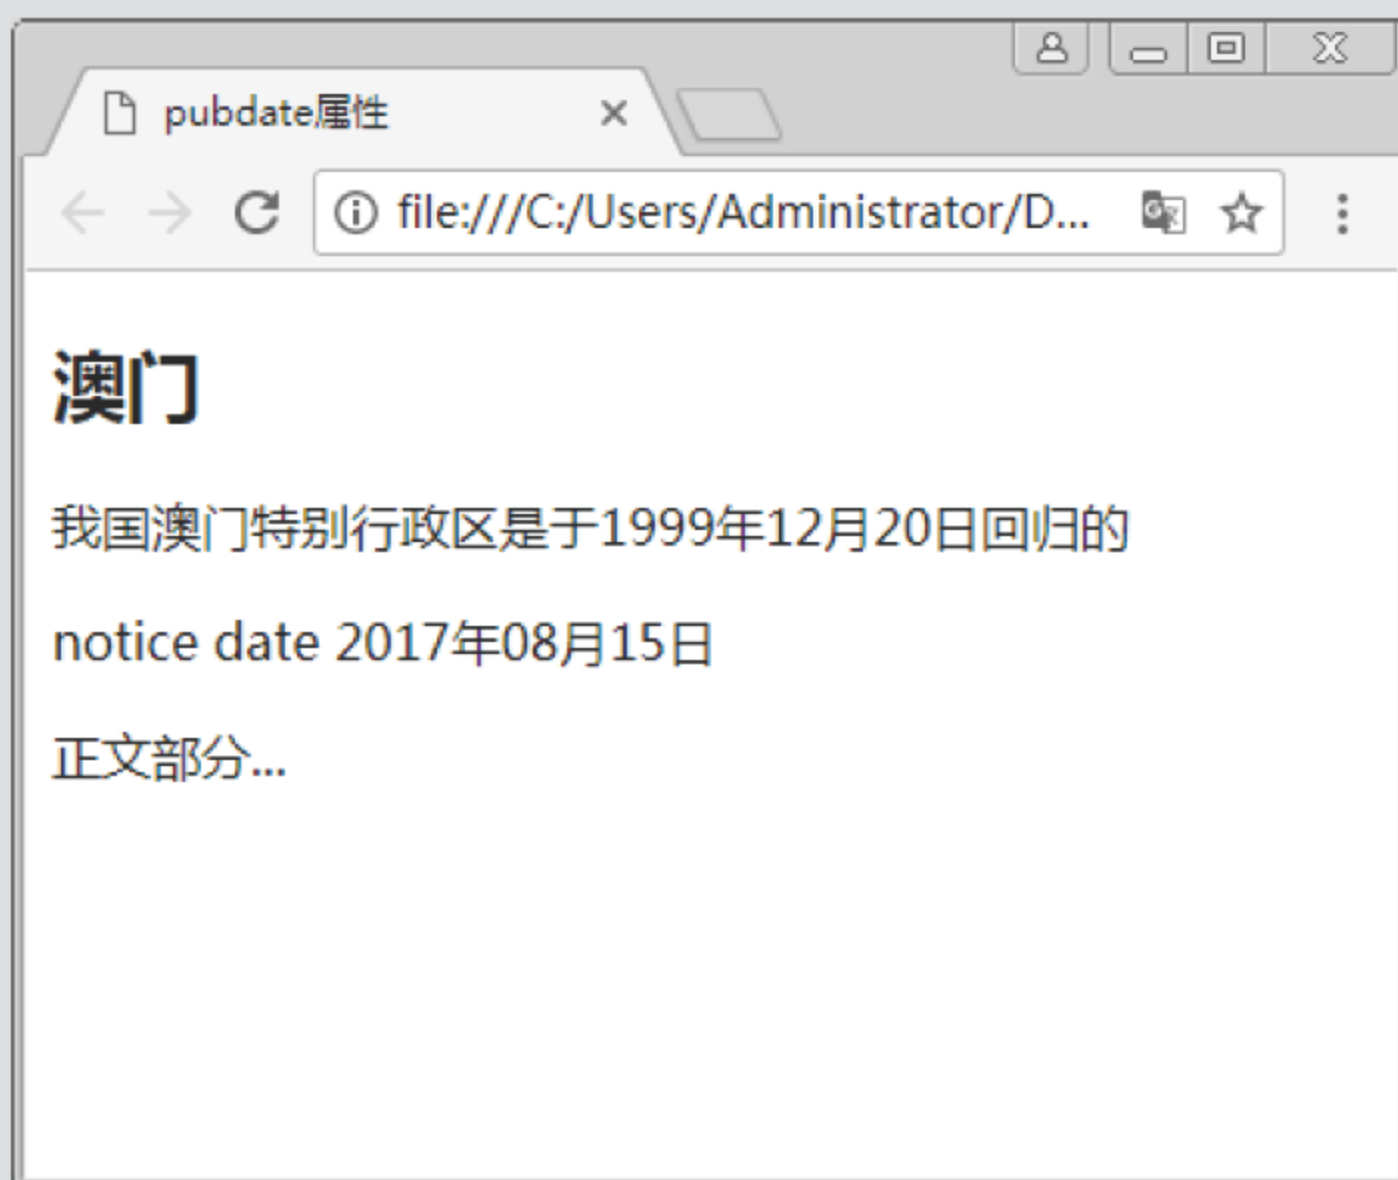 pubdate属性
file:///C:/Users/Administrator/D...
澳门
我国澳门特别行政区是于1999年12月20日回归的
notice date 2017年08月15日
正文部分...